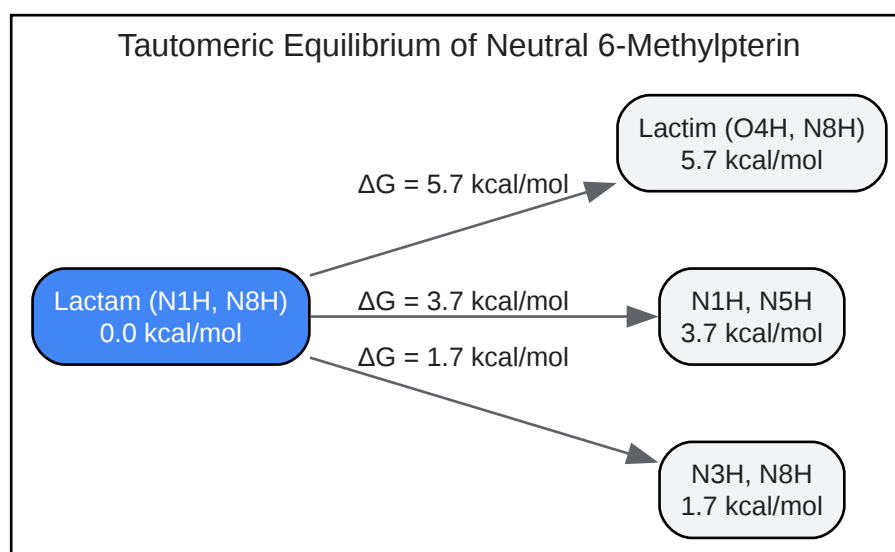 Tautomeric Equilibrium of Neutral 6-Methylpterin
Lactim (O4H, N8H)
5.7 kcal/mol
ΔG = 5.7 kcal/mol
Lactam (N1H, N8H)
0.0 kcal/mol
ΔG = 3.7 kcal/mol
N1H, N5H
3.7 kcal/mol
ΔG = 1.7 kcal/mol
N3H, N8H
1.7 kcal/mol